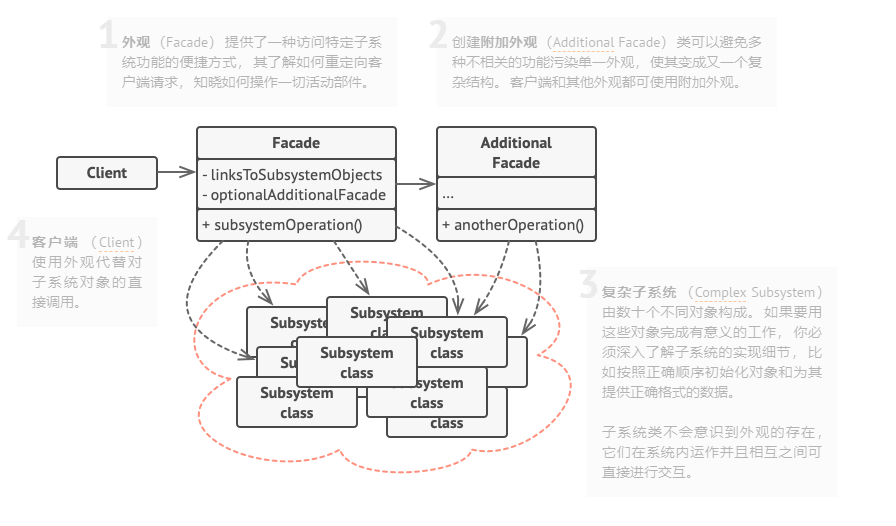 1
外观 （Facade） 提供了一种访问特定子系
统功能的便捷方式， 其了解如何重定向客
户端请求， 知晓如何操作一切活动部件。
2
创建附加外观 （Additional Facade） 类可以避免多
种不相关的功能污染单一外观， 使其变成又一个复
杂结构。 客户端和其他外观都可使用附加外观。
Client
Facade
- linksToSubsystemObjects
- optionalAdditionalFacade
+ subsystemOperation()
Additional
Facade
...
+ anotherOperation()
4
客户端 （Client）
使用外观代替对
子系统对象的直
接调用。
3
复杂子系统 （Complex Subsystem）
由数十个不同对象构成。 如果要用
这些对象完成有意义的工作， 你必
须深入了解子系统的实现细节， 比
如按照正确顺序初始化对象和为其
提供正确格式的数据。
子系统类不会意识到外观的存在，
它们在系统内运作并且相互之间可
直接进行交互。
Subsystem
class
Subsystem
class
Subsystem
class
Subsystem
class
class
class